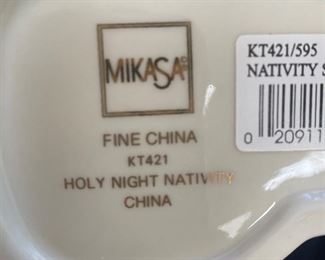 MIKASA
FINE CHINA
KT421
HOLY NIGHT NATIVITY
CHINA
KT421/595
NATIVITY S
0 20911